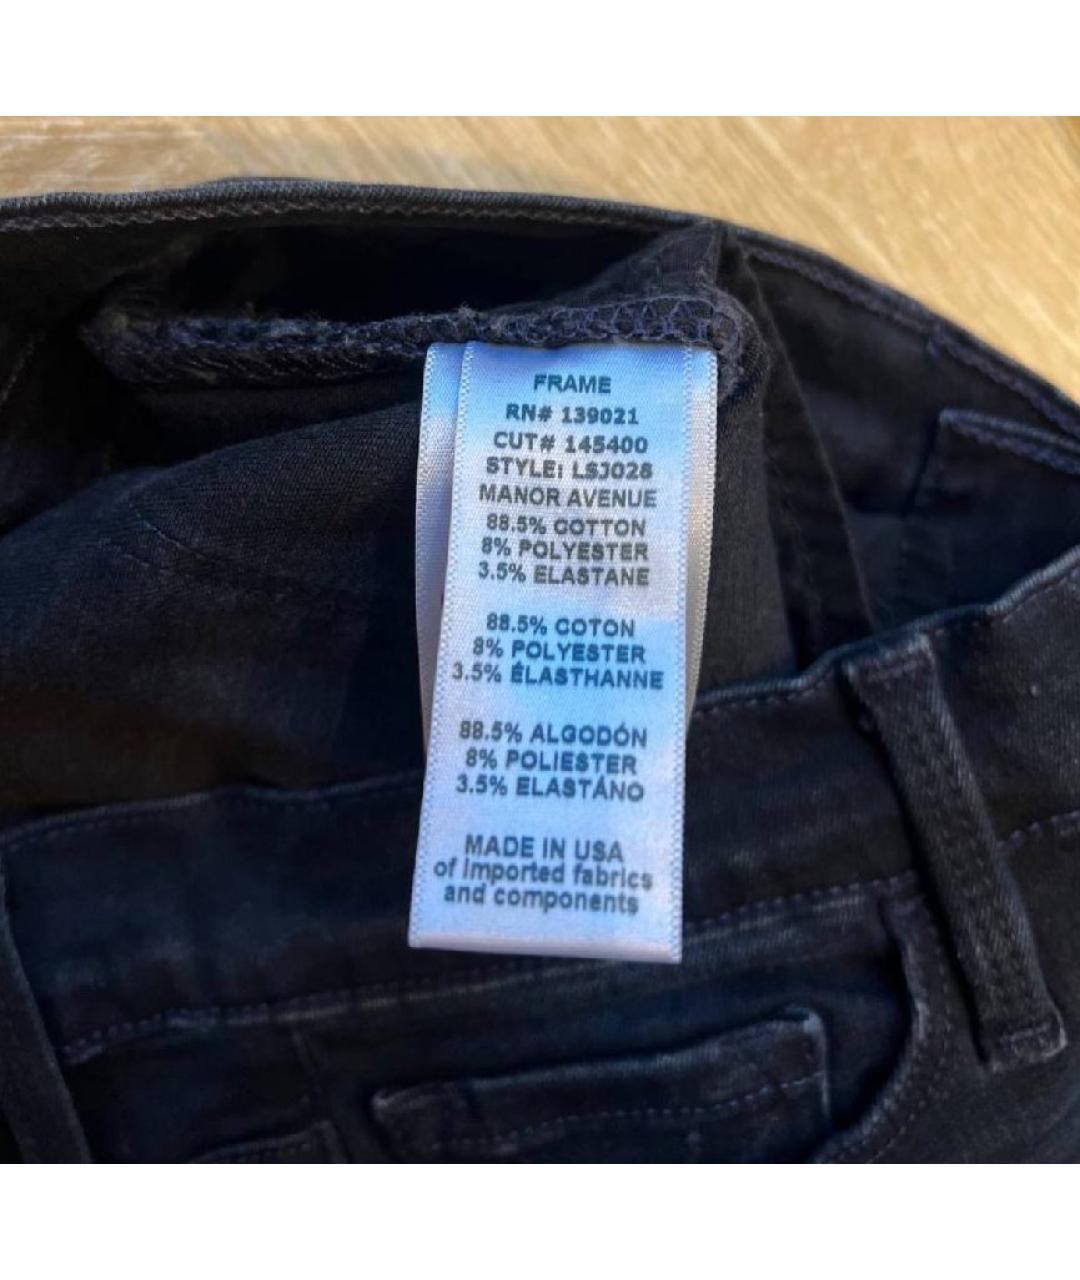 FRAME
RN# 139021
CUT# 145400
STYLE: LSJ028
MANOR AVENUE
88.5% COTTON
8% POLYESTER
3.5% ELASTANE
88.5% COTON
8% POLYESTER
3.5% ÉLASTHANNE
88.5% ALGODÓN
8% POLIESTER
3.5% ELASTÁNO
MADE IN USA
of Imported fabrics
and components